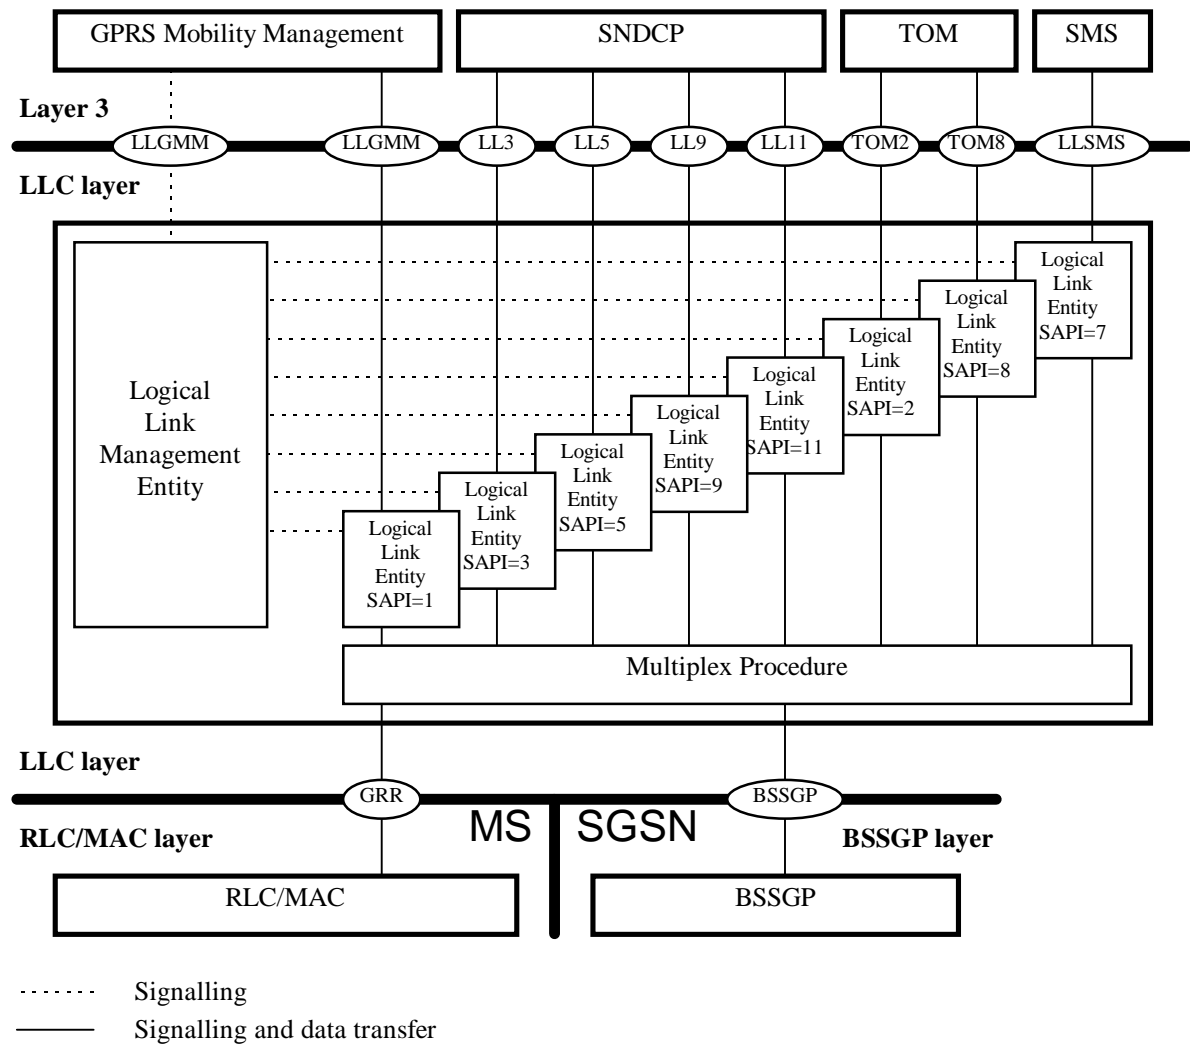 GPRS Mobility Management SNDCP TOM SMS
Layer 3
LLGMM LLGMM LL3 LL5 LL9 LL11 TOM2 TOM8 LLSMS
LLC layer
Logical
Link
Management
Entity
Logical
Link
Entity
SAPI=1
Logical
Link
Entity
SAPI=3
Logical
Link
Entity
SAPI=5
Logical
Link
Entity
SAPI=9
Logical
Link
Entity
SAPI=11
Logical
Link
Entity
SAPI=2
Logical
Link
Entity
SAPI=8
Logical
Link
Entity
SAPI=7
Multiplex Procedure
LLC layer
GRR BSSGP
MS SGSN
RLC/MAC layer BSSGP layer
RLC/MAC BSSGP
Signalling
Signalling and data transfer